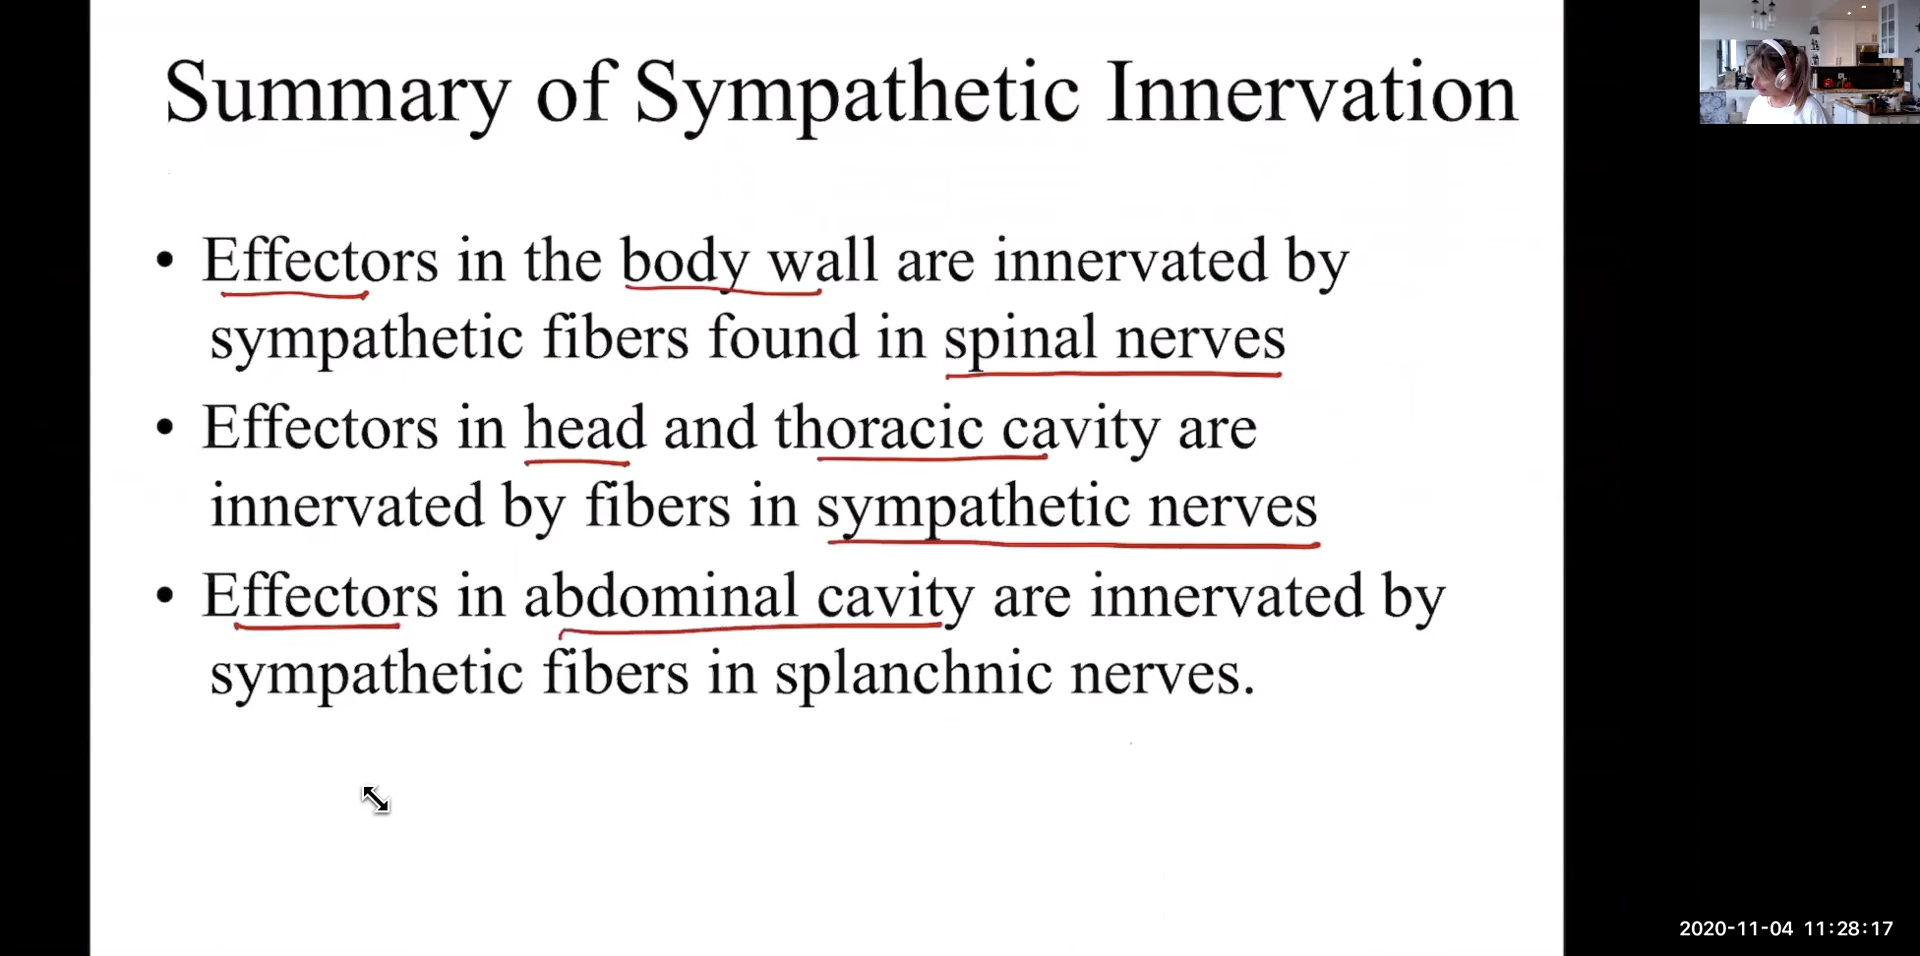 Summary of Sympathetic Innervation
• Effectors in the body wall are innervated by
sympathetic fibers found in spinal nerves
• Effectors in head and thoracic cavity are
innervated by fibers in sympathetic nerves
• Effectors in abdominal cavity are innervated by
sympathetic fibers in splanchnic nerves.
2020-11-04 11:28:17